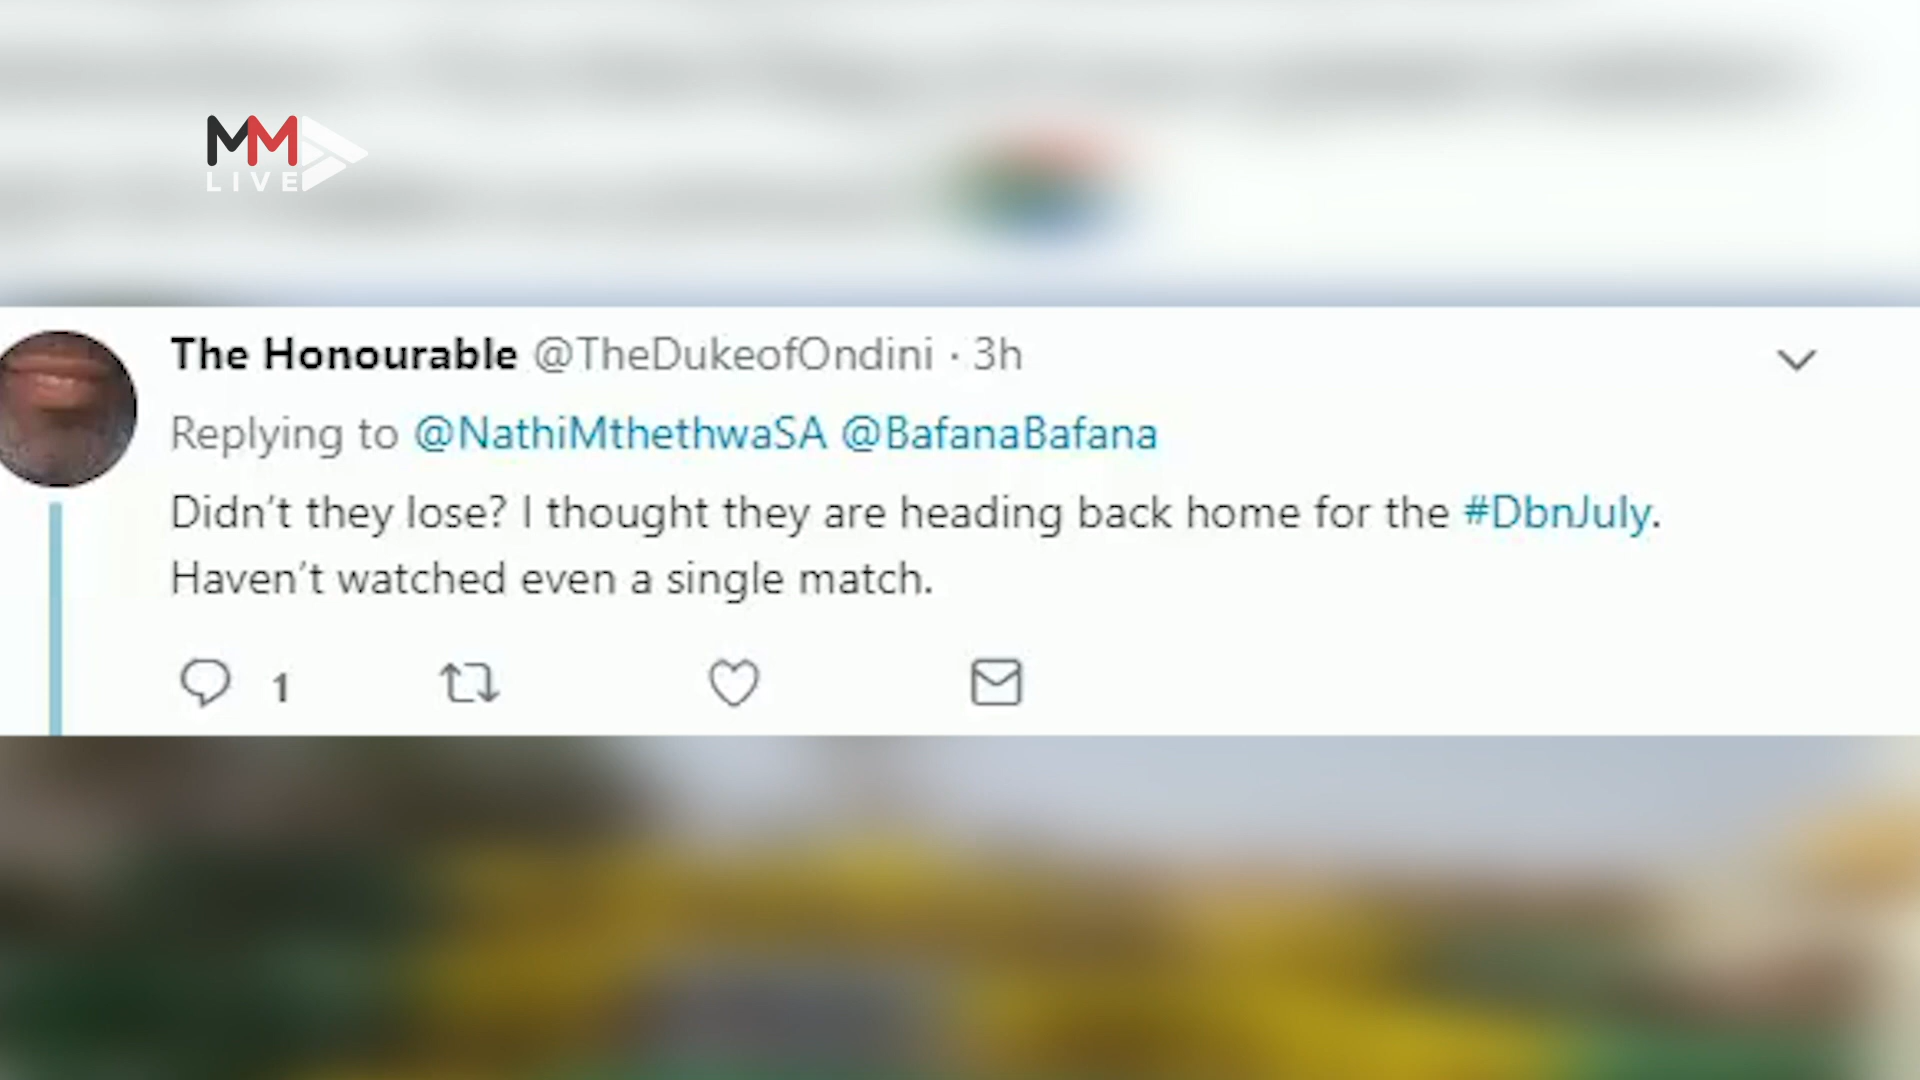 MM
LIVE
The Honourable @TheDukeofOndini · 3h
Replying to @NathiMthethwaSA @BafanaBafana
Didn’t they lose? I thought they are heading back home for the #DbnJuly.
Haven’t watched even a single match.
1